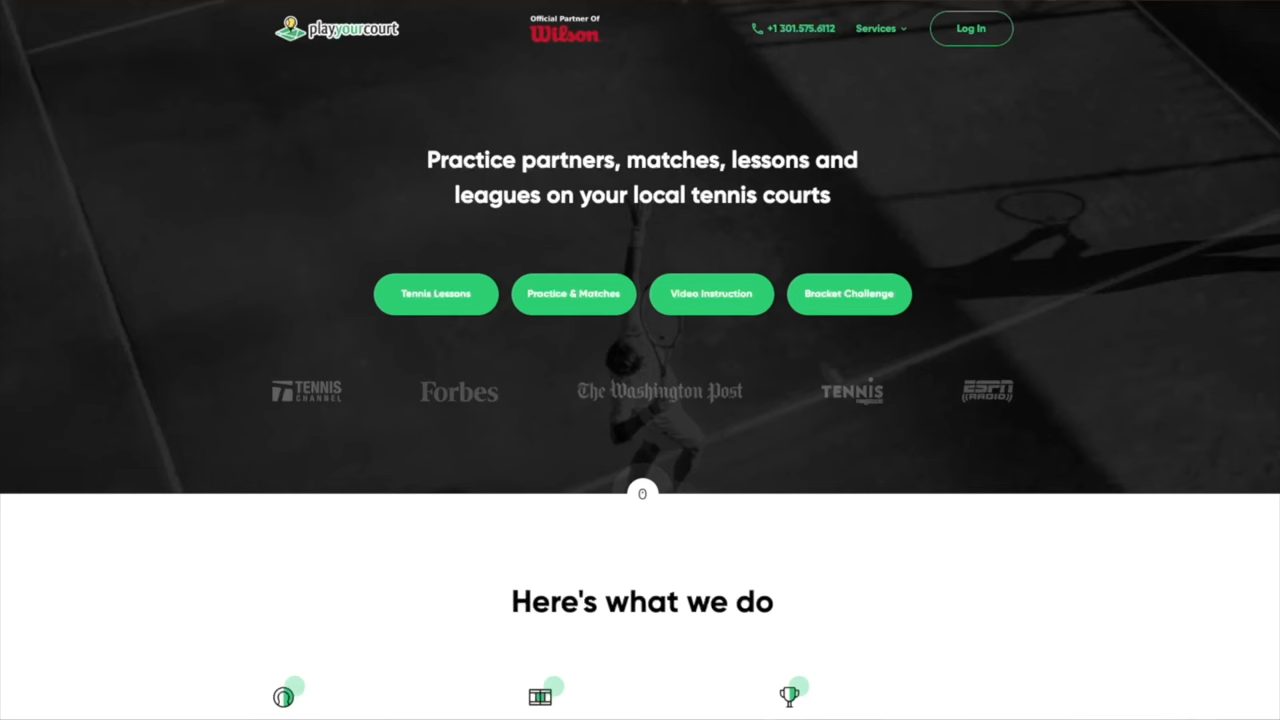 playyourcourt
Official Partner Of
Wilson
+1 301.575.6112
Services
Log In
Practice partners, matches, lessons and
leagues on your local tennis courts
Tennis Lessons
Practice & Matches
Video Instruction
Bracket Challenge
TENNIS
CHANNEL
Forbes
The Washington Post
TENNIS
ESPN
RADIO
Here's what we do